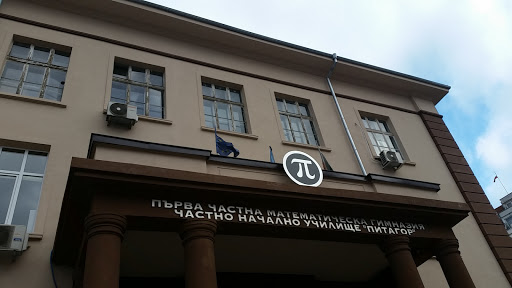 π
ПЪРВА ЧАСТНА МАТЕМАТИЧЕСКА ГИМНАЗИЯ
ЧАСТНО НАЧАЛНО УЧИЛИЩЕ "ПИТАГОР"